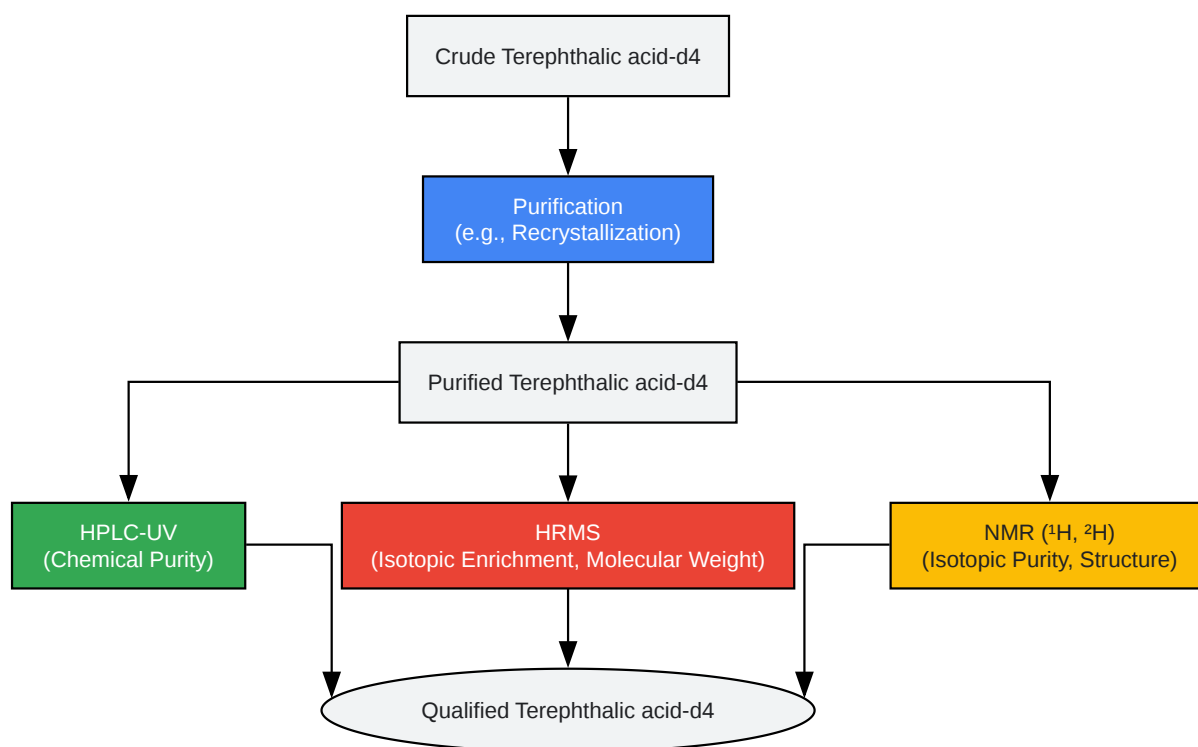 Crude Terephthalic acid-d4
Purification
(e.g., Recrystallization)
Purified Terephthalic acid-d4
HPLC-UV
(Chemical Purity)
HRMS
(Isotopic Enrichment, Molecular Weight)
NMR (¹H, ²H)
(Isotopic Purity, Structure)
Qualified Terephthalic acid-d4